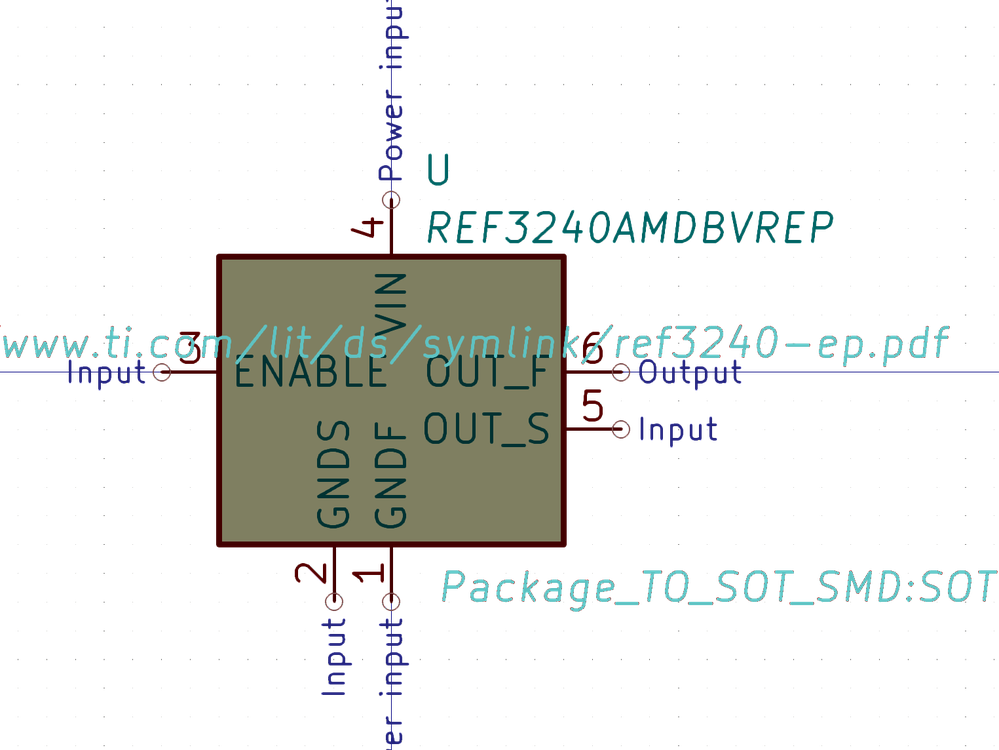 Power input
U
4
REF3240AMDBVREP
VIN
www.ti.com/lit/ds/symlink/ref3240-ep.pdf
3
6
Input
ENABLE
OUT_F
Output
5
OUT_S
Input
GNDS
GNDF
2
1
Package_TO_SOT_SMD:SOT
Input
er input